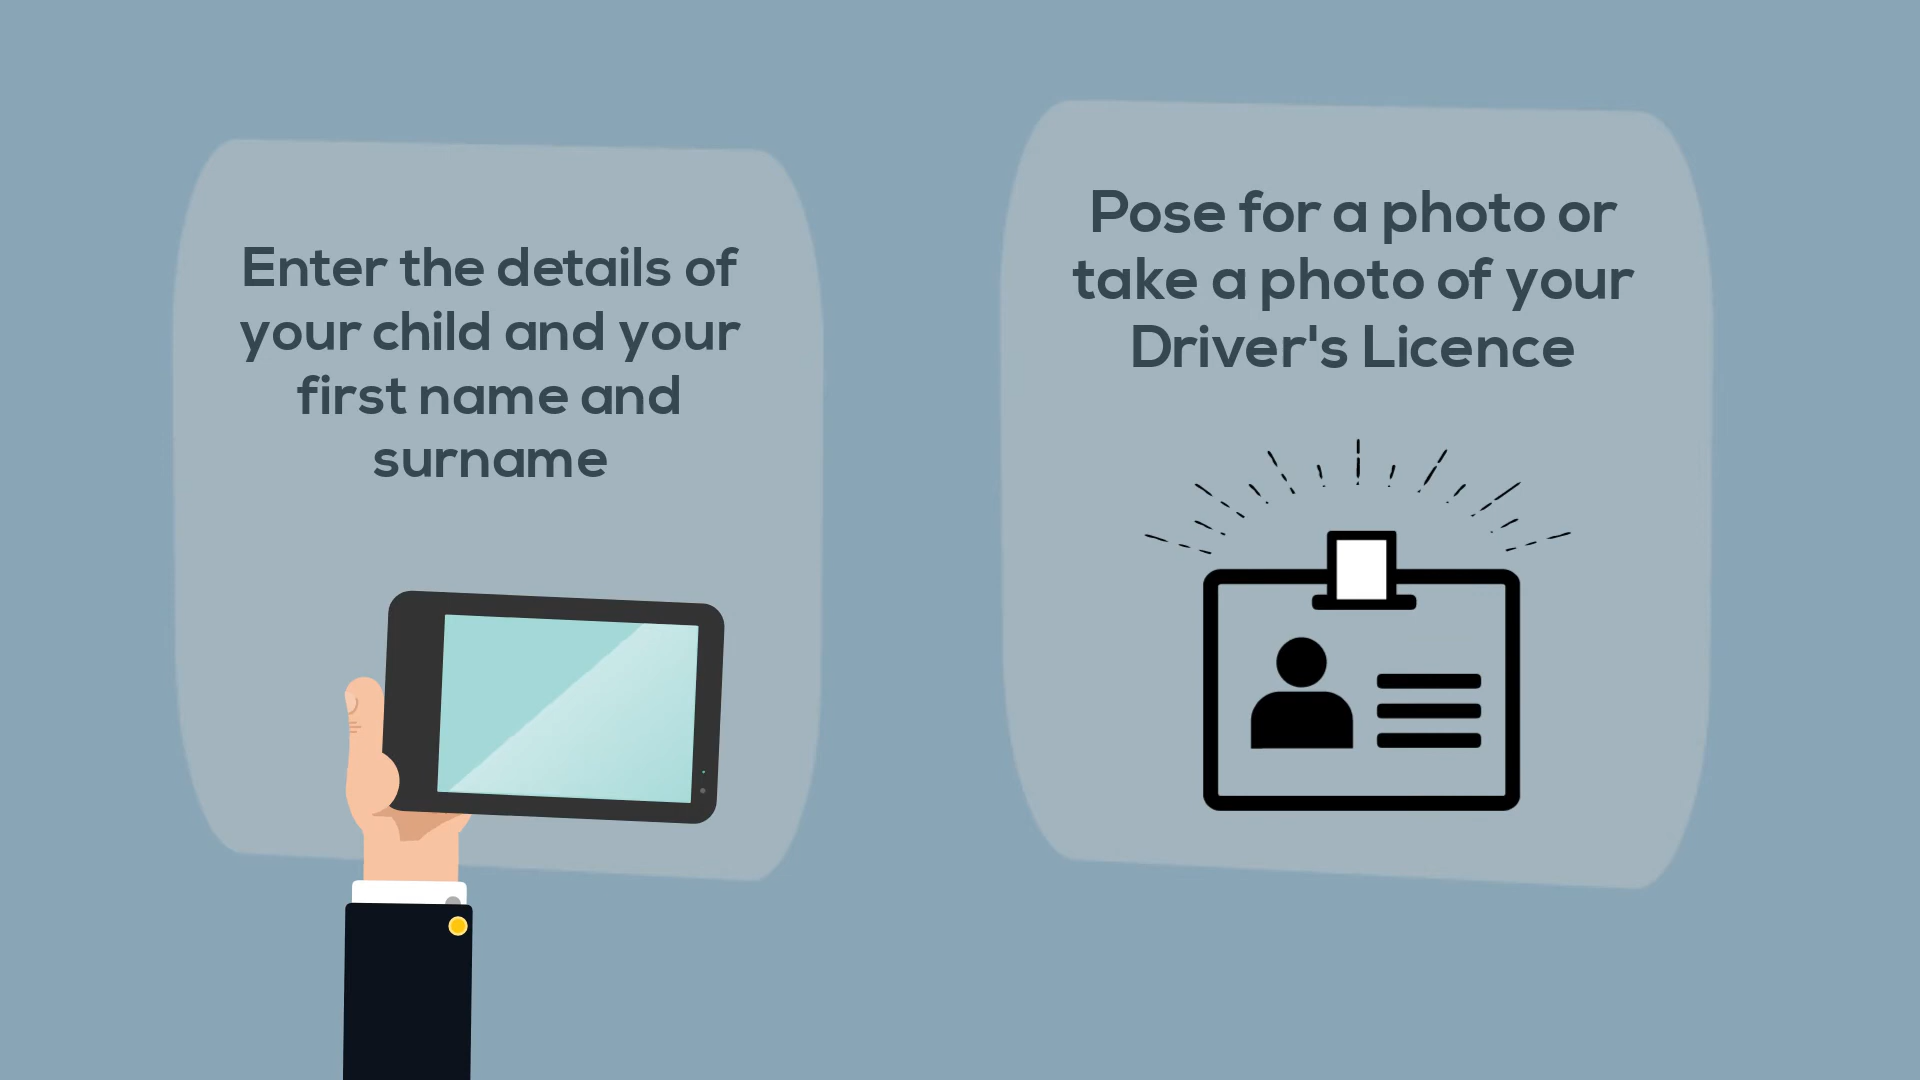 Enter the details of
your child and your
first name and
surname
Pose for a photo or
take a photo of your
Driver's Licence